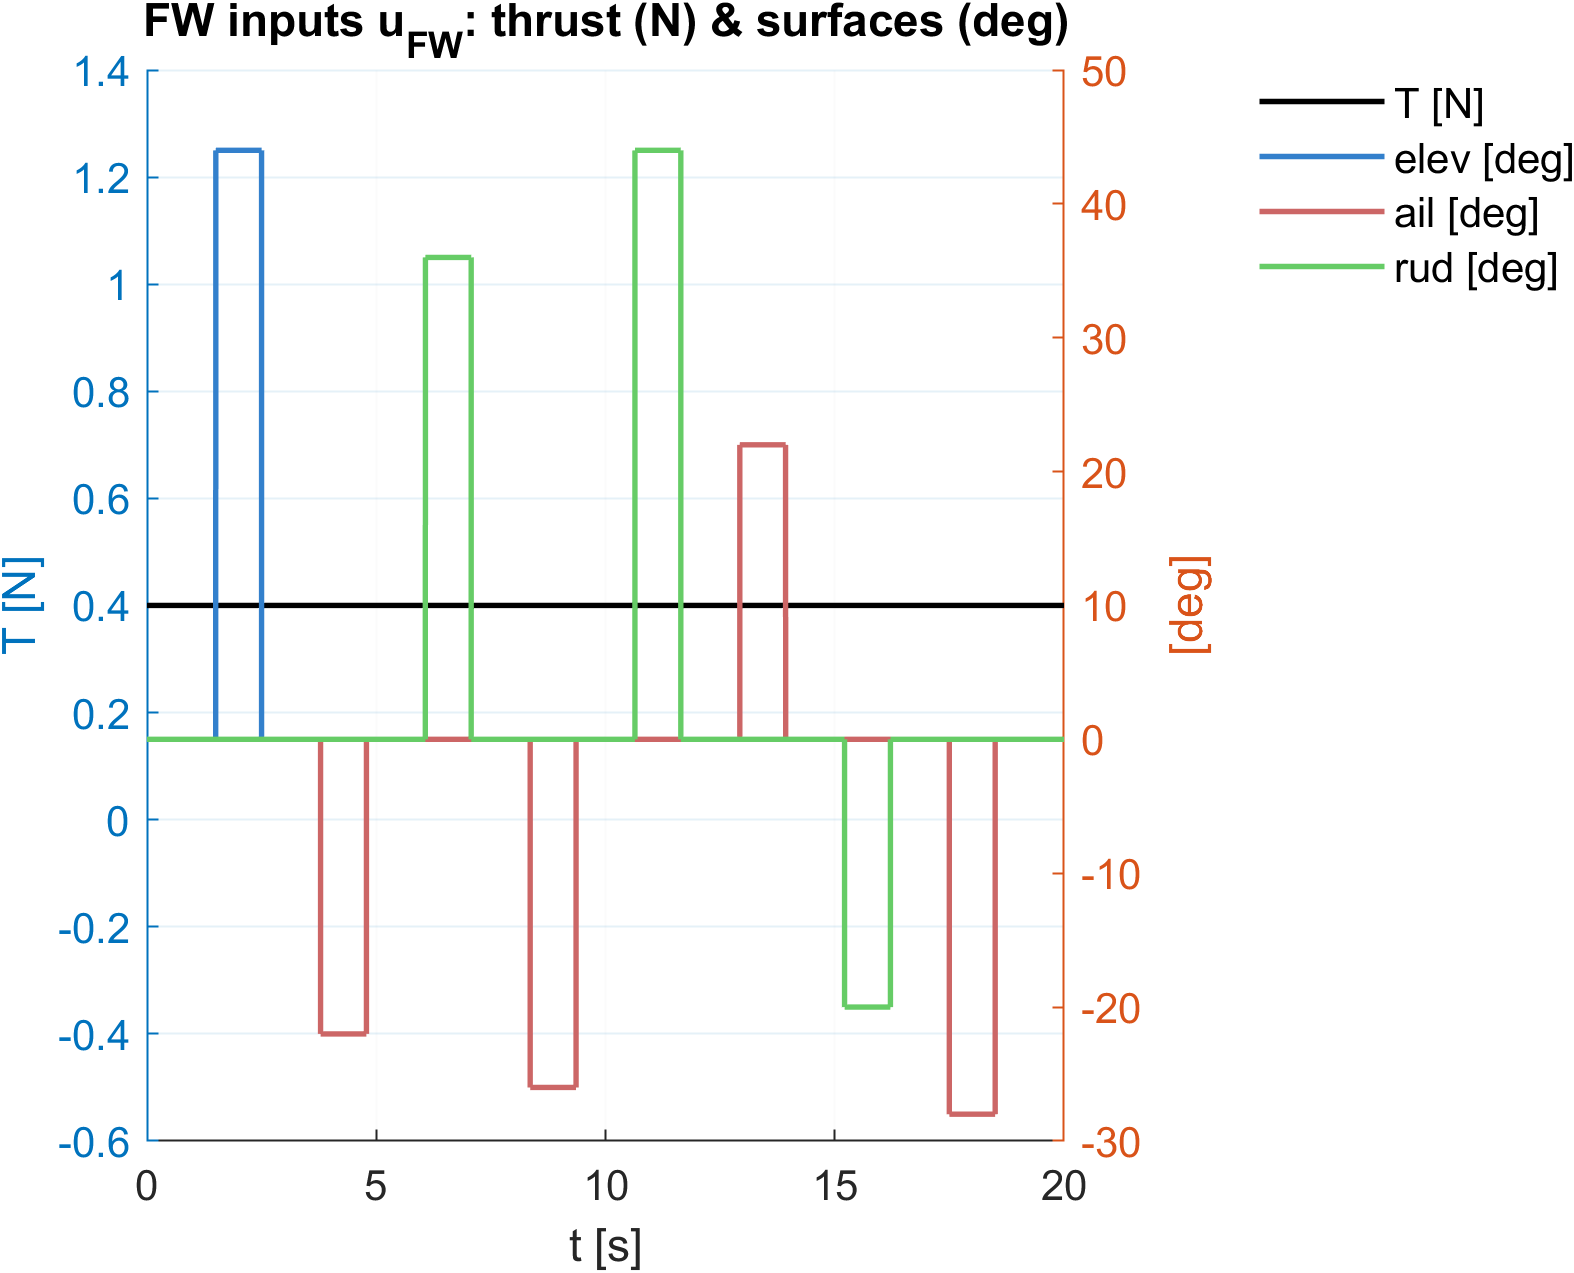 FW inputs u_FW: thrust (N) & surfaces (deg)
1.4
1.2
1
0.8
0.6
0.4
0.2
0
-0.2
-0.4
-0.6
T [N]
50
40
30
20
10
0
-10
-20
-30
[deg]
0 5 10 15 20
t [s]
T [N]
elev [deg]
ail [deg]
rud [deg]